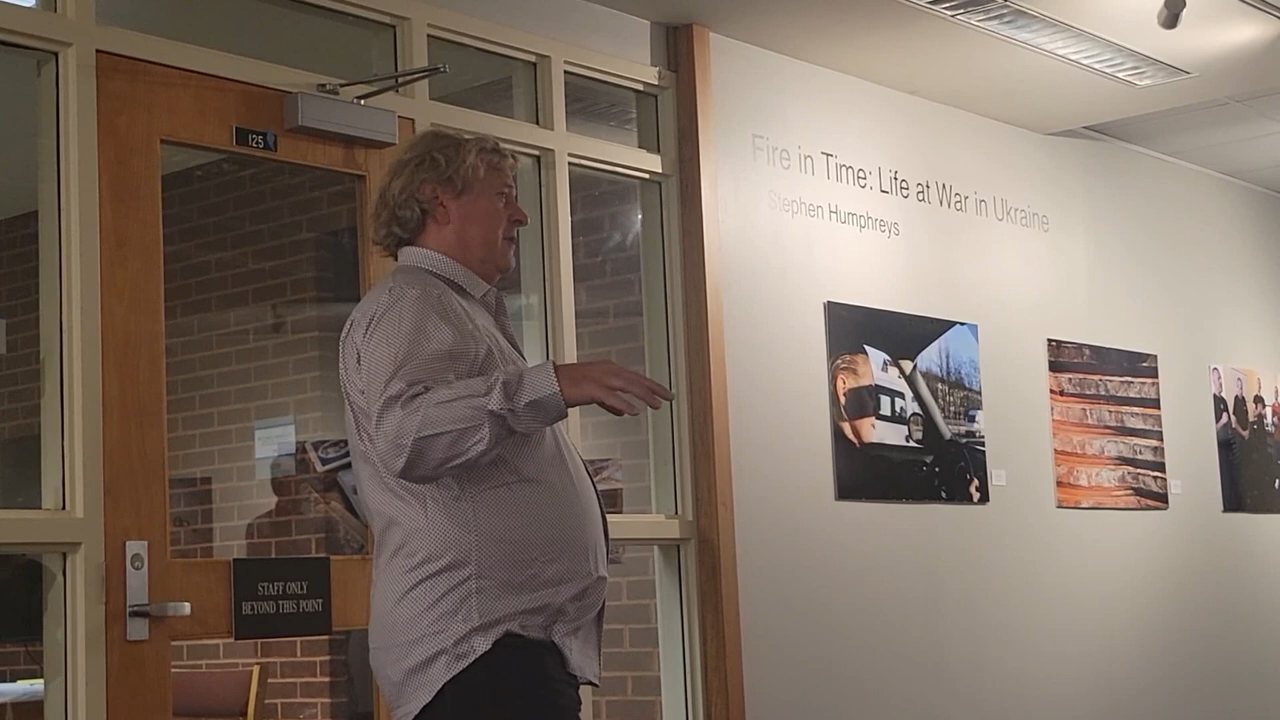 125
Fire in Time: Life at War in Ukraine
Stephen Humphreys
STAFF ONLY
BEYOND THIS POINT